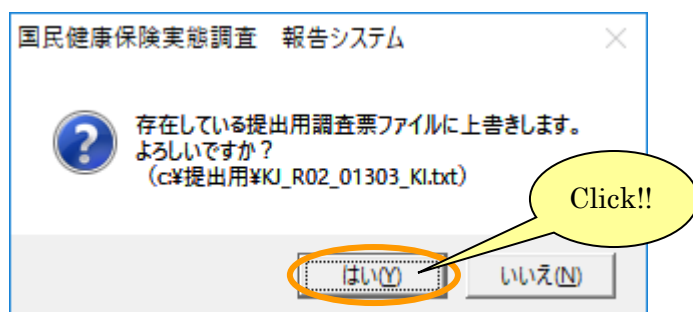 国民健康保険実態調査　報告システム
存在している提出用調査票ファイルに上書きします。
よろしいですか？
（c:¥提出用¥KJ_R02_01303_KI.txt）
Click!!
はい(Y)
いいえ(N)